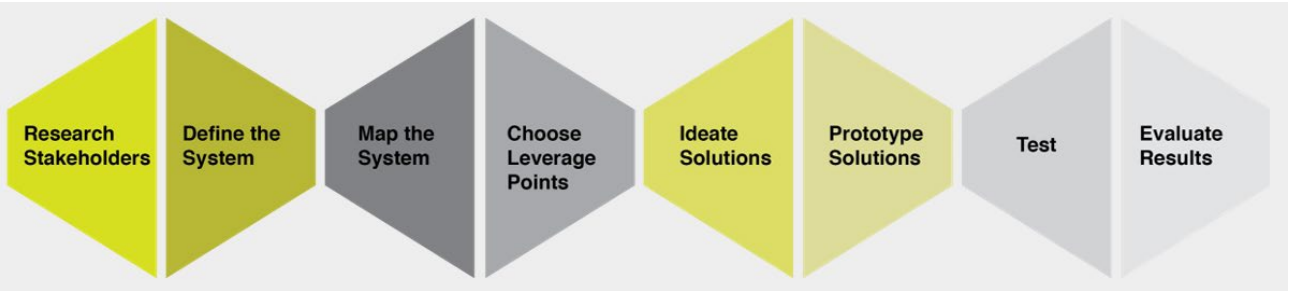 Research
Stakeholders
Define the
System
Map the
System
Choose
Leverage
Points
Ideate
Solutions
Prototype
Solutions
Test
Evaluate
Results